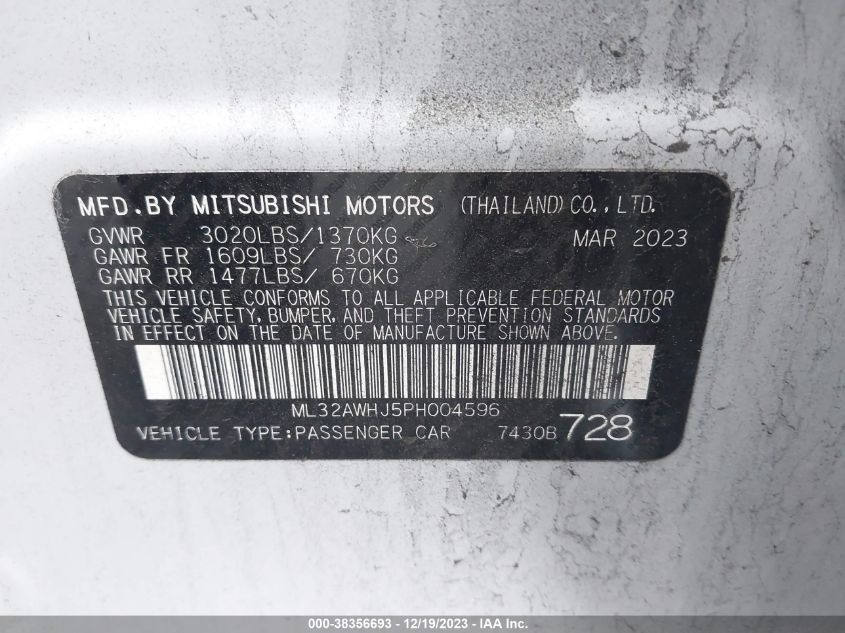 MFD.BY MITSUBISHI MOTORS (THAILAND) CO.,LTD.
GVWR 3020LBS/1370KG MAR 2023
GAWR FR 1609LBS/ 730KG
GAWR RR 1477LBS/ 670KG
THIS VEHICLE CONFORMS TO ALL APPLICABLE FEDERAL MOTOR
VEHICLE SAFETY, BUMPER, AND THEFT PREVENTION STANDARDS
IN EFFECT ON THE DATE OF MANUFACTURE SHOWN ABOVE.
ML32AWHJ5PH004596
VEHICLE TYPE:PASSENGER CAR 7430B 728
000-38356693 - 12/19/2023 - IAA Inc.